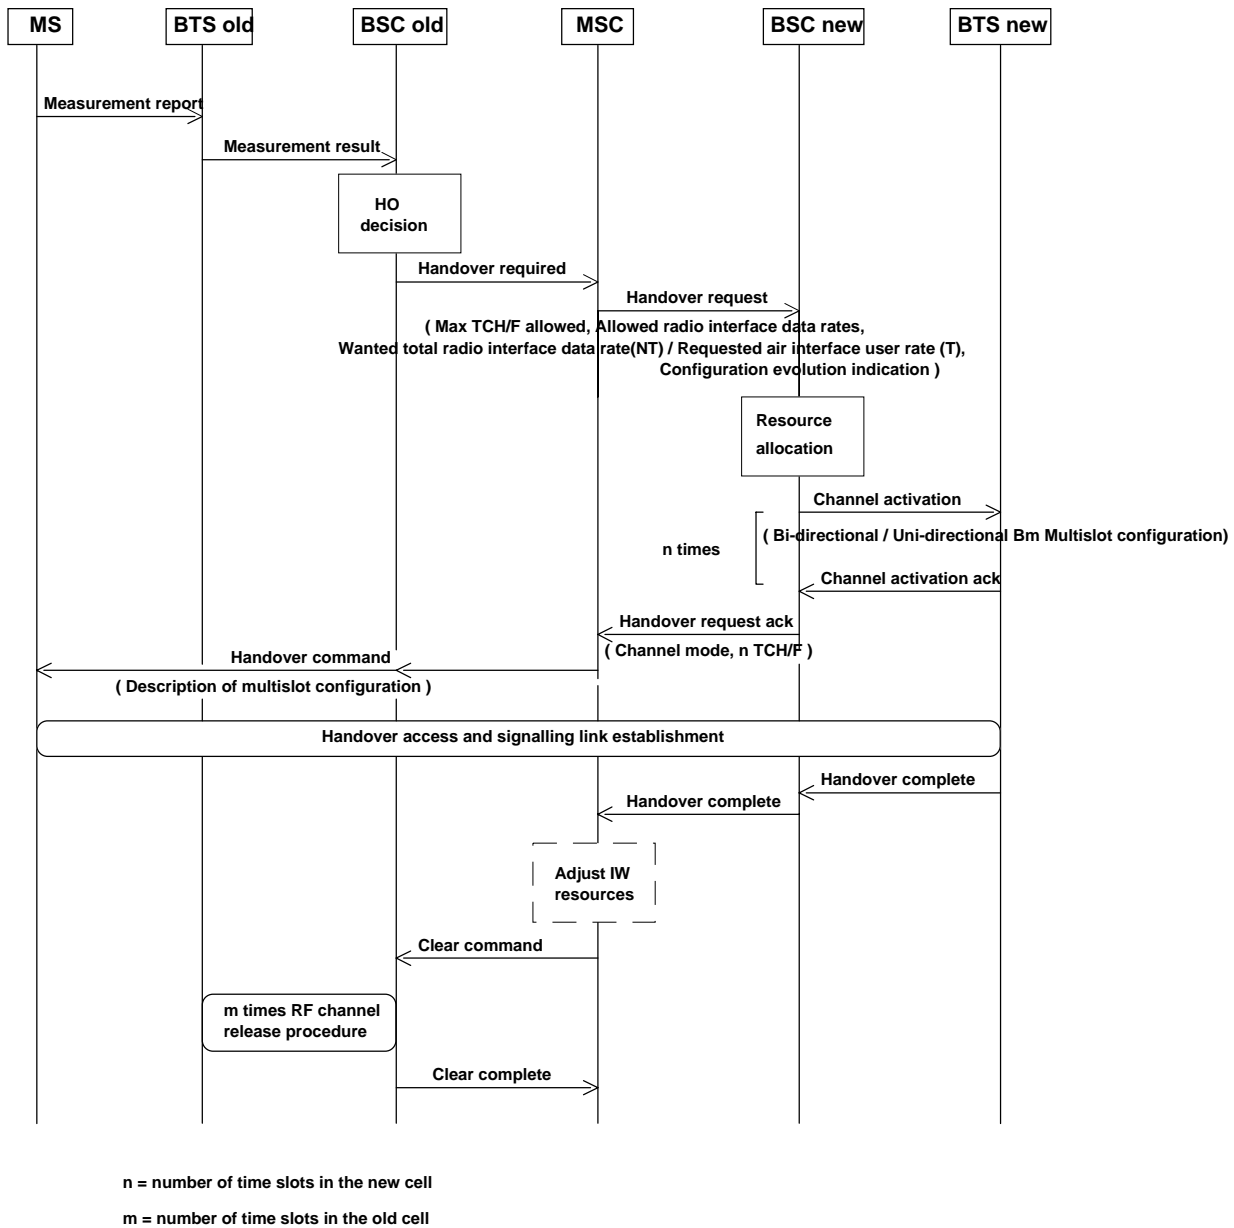 MS
BTS old
BSC old
MSC
BSC new
BTS new
Measurement report
Measurement result
HO
decision
Handover required
Handover request
( Max TCH/F allowed, Allowed radio interface data rates,
Wanted total radio interface data rate(NT) / Requested air interface user rate (T),
Configuration evolution indication )
Resource
allocation
Channel activation
( Bi-directional / Uni-directional Bm Multislot configuration)
n times
Channel activation ack
Handover request ack
( Channel mode, n TCH/F )
Handover command
( Description of multislot configuration )
Handover access and signalling link establishment
Handover complete
Handover complete
Adjust IW
resources
Clear command
m times RF channel
release procedure
Clear complete
n = number of time slots in the new cell
m = number of time slots in the old cell